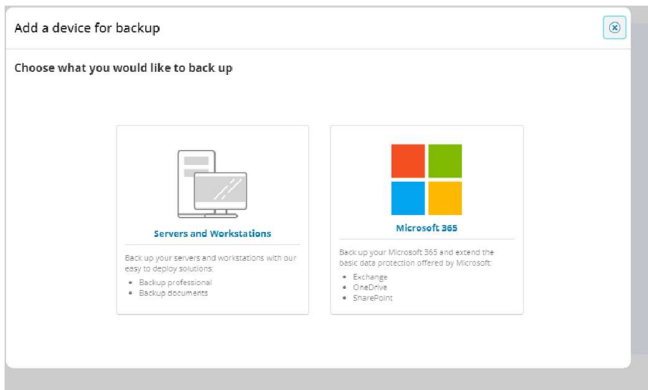 Add a device for backup
Choose what you would like to back up
Servers and Workstations
Back up your servers and workstations with our
easy to deploy solutions:
Backup professional
Backup documents
Microsoft 365
Back up your Microsoft 365 and extend the
basic data protection offered by Microsoft:
Exchange
OneDrive
SharePoint